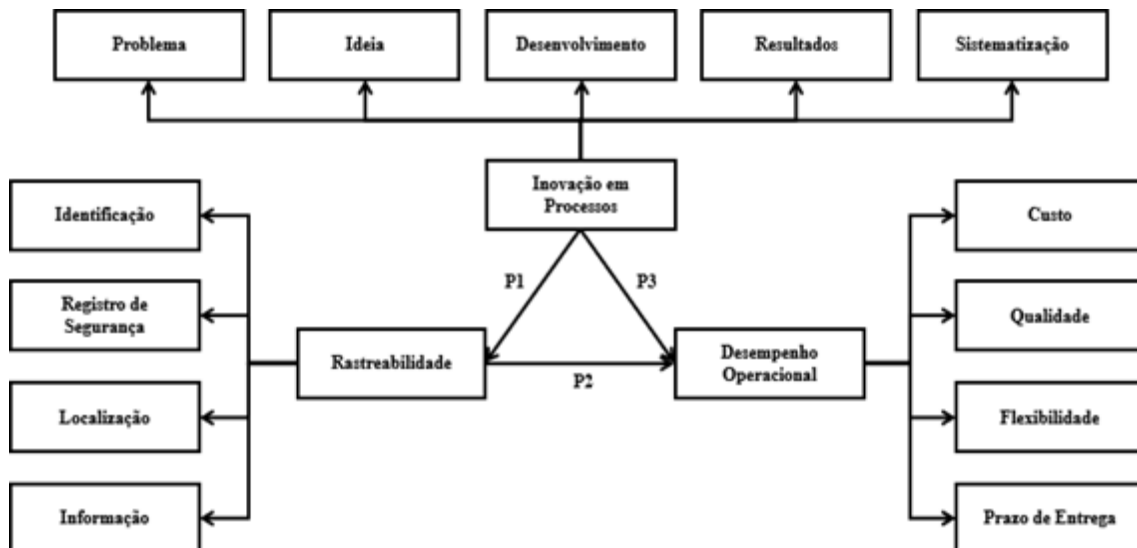 Problema
Ideia
Desenvolvimento
Resultados
Sistematização
Inovação em
Processos
Identificação
Custo
P1
P3
Registro de
Segurança
Qualidade
Rastreabilidade
P2
Desempenho
Operacional
Localização
Flexibilidade
Informação
Prazo de Entrega